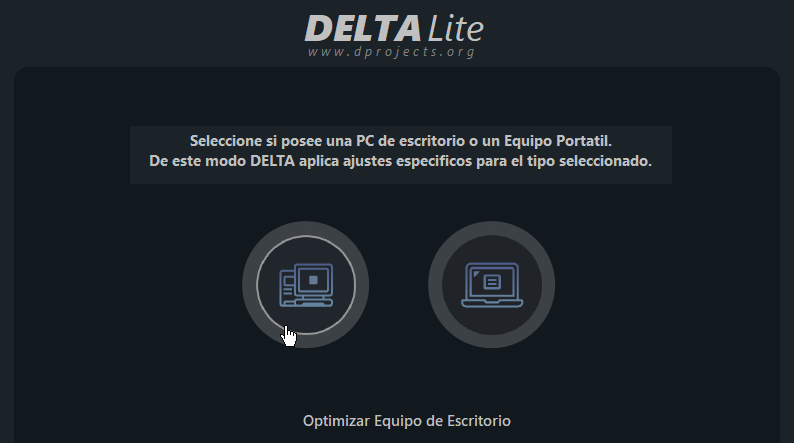 DELTA Lite
www.dprojects.org
Seleccione si posee una PC de escritorio o un Equipo Portatil.
De este modo DELTA aplica ajustes especificos para el tipo seleccionado.
Optimizar Equipo de Escritorio